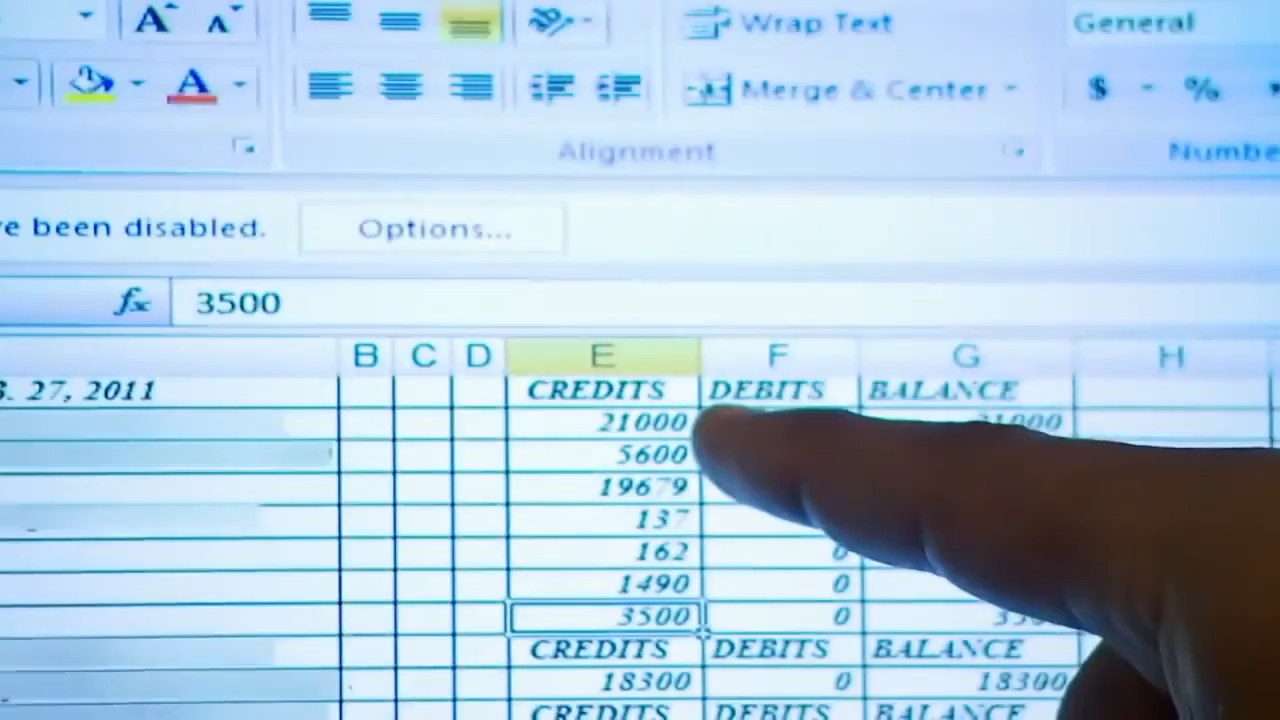 A A Wrap Text General
A Merge & Center $ %
Alignment
been disabled. Options...
fx 3500
B C D E F G H
27, 2011 CREDITS DEBITS BALANCE
21000 21000
5600
19679
137
162 0
1490 0
3500 0
CREDITS DEBITS BALANCE
18300 0 18300
CREDITS DEBITS BALANCE